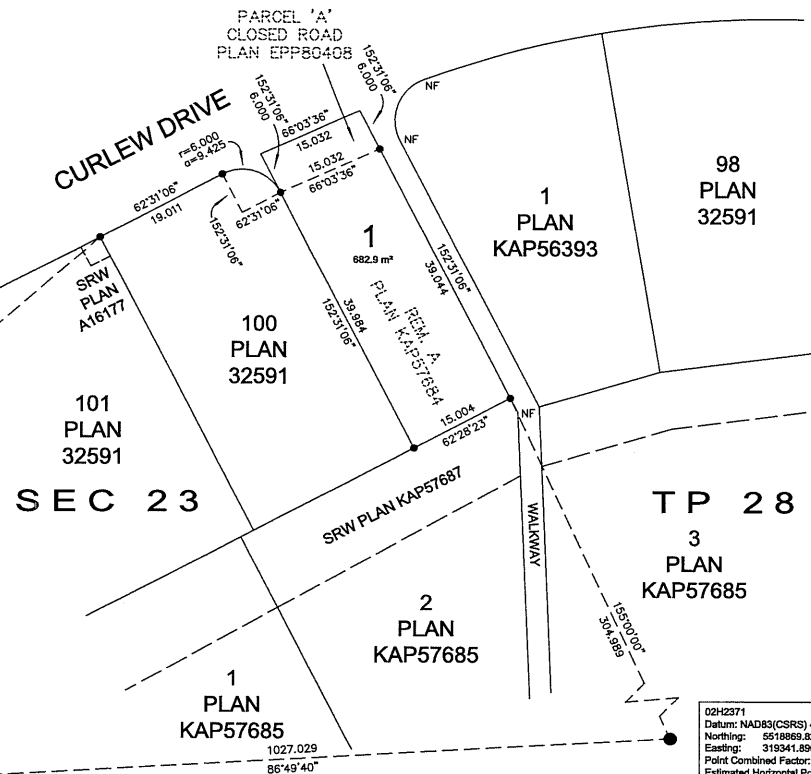 PARCEL 'A'
CLOSED ROAD
PLAN EPP80408
152°31'06"
6.000
152°31'06"
6.000
CURLEW DRIVE
r=6.000
a=9.425
66°03'36"
15.032
15.032
66°03'36"
NF
NF
62°31'06"
19.011
152°31'06"
62°31'06"
1
682.9 m²
1
PLAN
KAP56393
98
PLAN
32591
SRW
PLAN
A16177
152°31'06"
39.044
39.984
152°31'06"
REM. A
PLAN KAP57684
100
PLAN
32591
101
PLAN
32591
15.004
62°28'23"
NF
SEC 23
SRW PLAN KAP57687
WALKWAY
TP 28
3
PLAN
KAP57685
2
PLAN
KAP57685
155°00'00"
304.989
1
PLAN
KAP57685
1027.029
86°49'40"
02H2371
Datum: NAD83(CSRS)
Northing: 5518869.8
Easting: 319341.89
Point Combined Factor
Estimated Horizontal